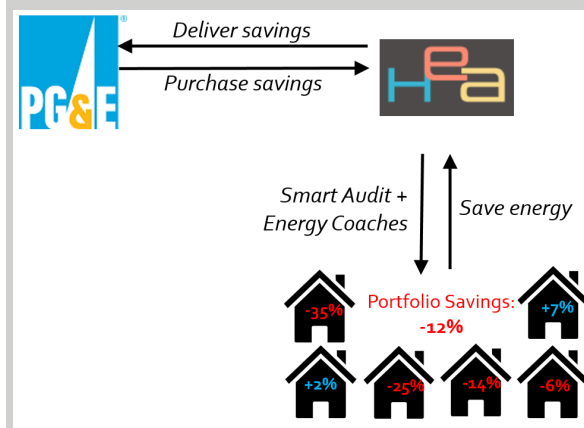 Deliver savings
PG&E®
Hea
Purchase savings
Smart Audit +
Energy Coaches
Save energy
-35%
Portfolio Savings:
-12%
+7%
+2%
-25%
-14%
-6%